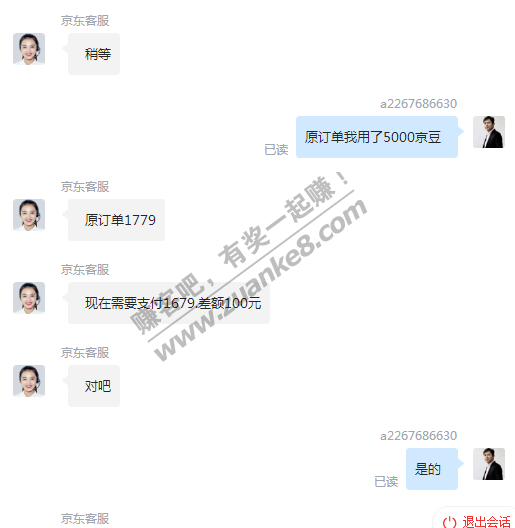 京东客服
稍等
a2267686630
已读
原订单我用了5000京豆
京东客服
原订单1779
京东客服
现在需要支付1679.差额100元
京东客服
对吧
a2267686630
已读
是的
京东客服
退出会话
赚客吧，有奖一起赚！
www.zuanke8.com